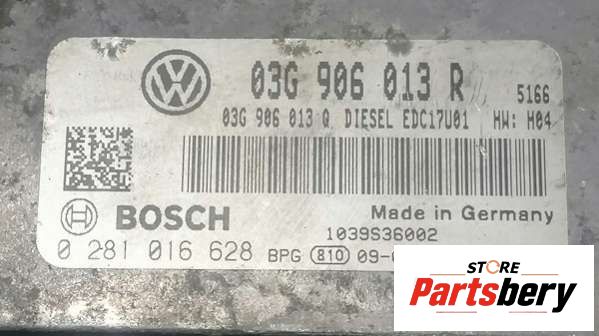 03G 906 013 R 5166
03G 906 013 Q DIESEL EDC17U01 HW: H04
BOSCH Made in Germany
1039S36002
0 281 016 628 BPG 810 09-
STORE
Partsbery